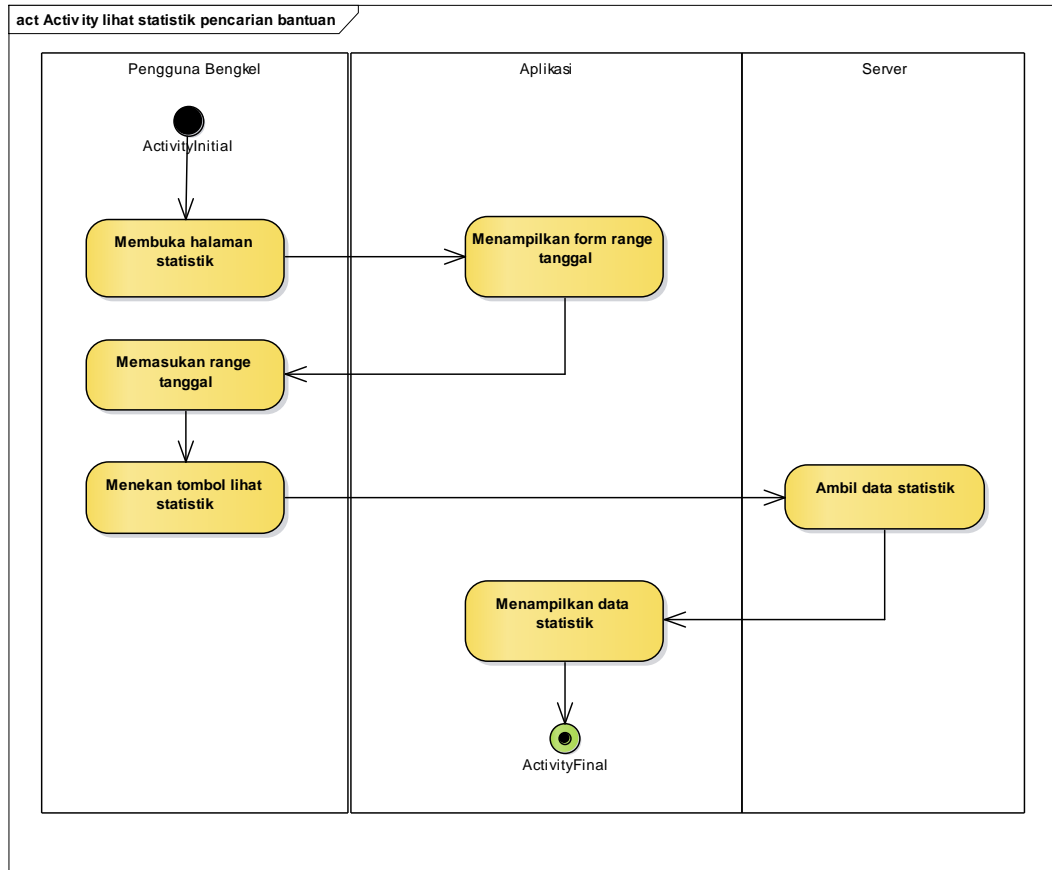 act Activity lihat statistik pencarian bantuan
Pengguna Bengkel
Aplikasi
Server
ActivityInitial
Membuka halaman
statistik
Menampilkan form range
tanggal
Memasukan range
tanggal
Menekan tombol lihat
statistik
Ambil data statistik
Menampilkan data
statistik
ActivityFinal